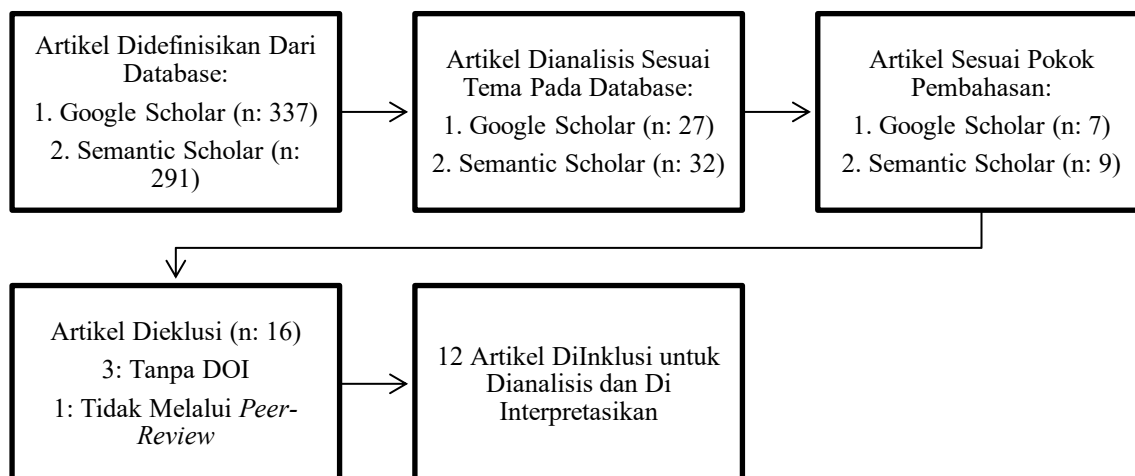 Artikel Didefinisikan Dari
Database:
1. Google Scholar (n: 337)
2. Semantic Scholar (n:
291)
Artikel Dianalisis Sesuai
Tema Pada Database:
1. Google Scholar (n: 27)
2. Semantic Scholar (n: 32)
Artikel Sesuai Pokok
Pembahasan:
1. Google Scholar (n: 7)
2. Semantic Scholar (n: 9)
Artikel Dieklusi (n: 16)
3: Tanpa DOI
1: Tidak Melalui Peer-
Review
12 Artikel DiInklusi untuk
Dianalisis dan Di
Interpretasikan